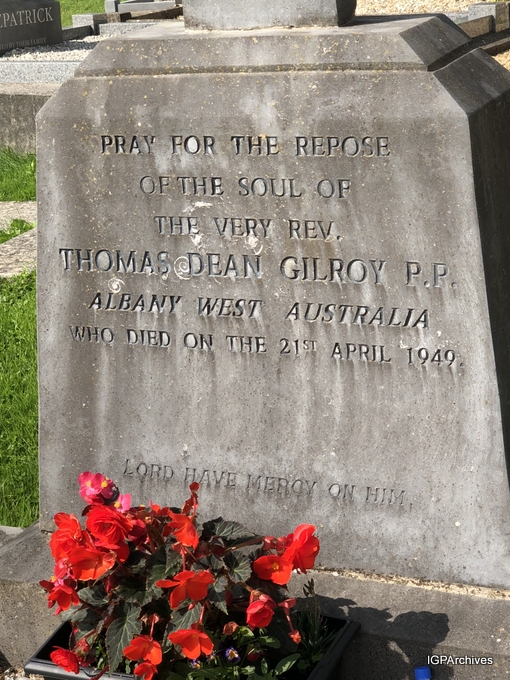 PATRICK
PRAY FOR THE REPOSE
OF THE SOUL OF
THE VERY REV.
THOMAS DEAN GILROY P.P.
ALBANY WEST AUSTRALIA
WHO DIED ON THE 21ST APRIL 1949.
LORD HAVE MERCY ON HIM.
IGPArchives